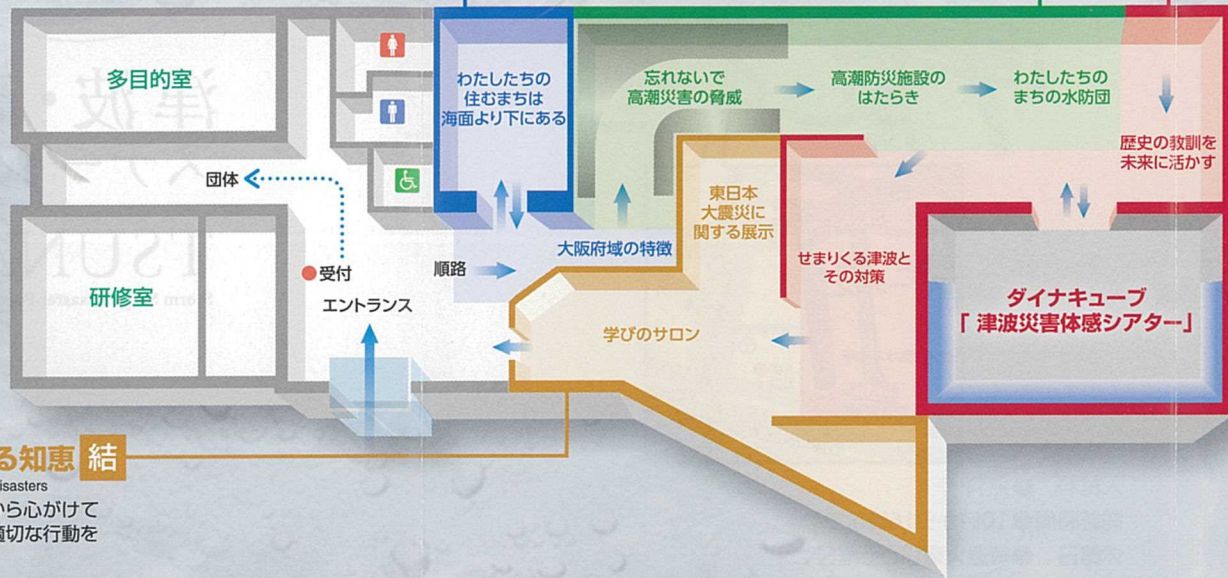 多目的室
わたしたちの
住むまちは
海面より下にある
忘れないで
高潮災害の脅威
高潮防災施設の
はたらき
わたしたちの
まちの水防団
歴史の教訓を
未来に活かす
団体
東日本
大震災に
関する展示
大阪府域の特徴
順路
受付
エントランス
研修室
せまりくる津波と
その対策
ダイナキューブ
「津波災害体感シアター」
学びのサロン
る知恵 結
isasters
から心がけて
適切な行動を